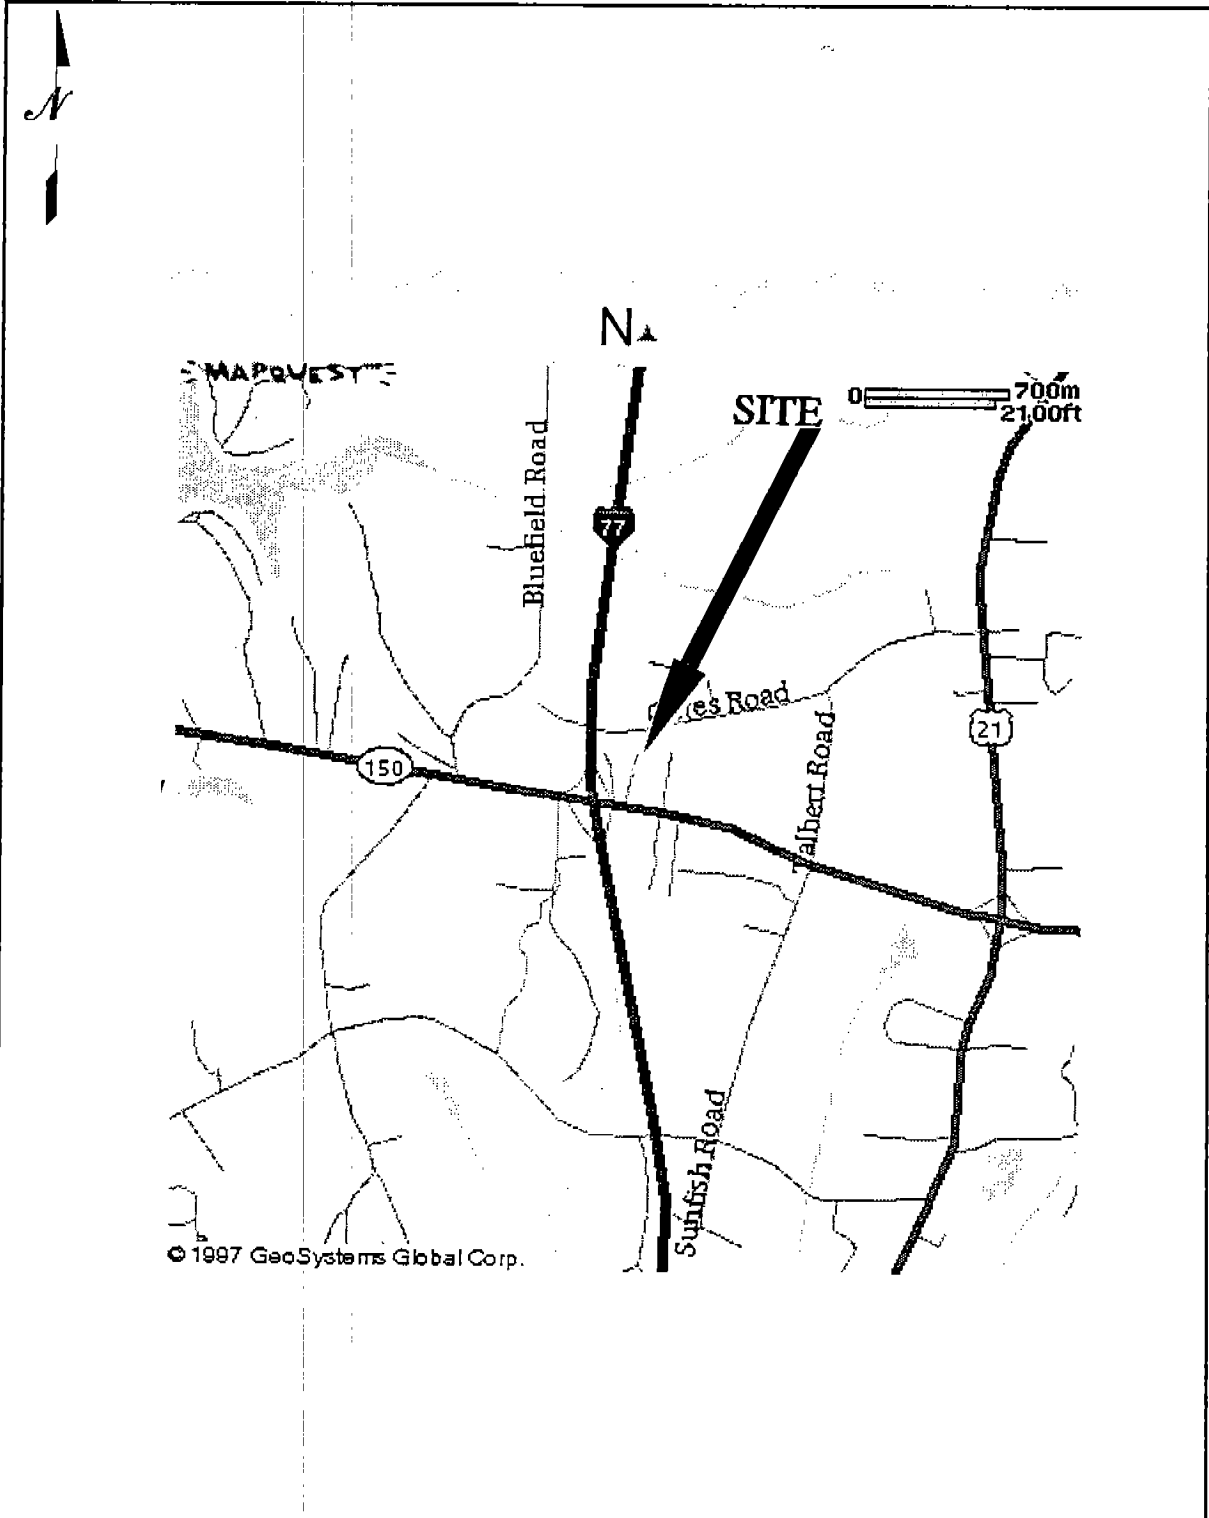 N
N
MAPQUEST
SITE
0
700m
2100ft
Bluefield Road
77
es Road
21
Talbert Road
150
Sunfish Road
© 1997 GeoSystems Global Corp.